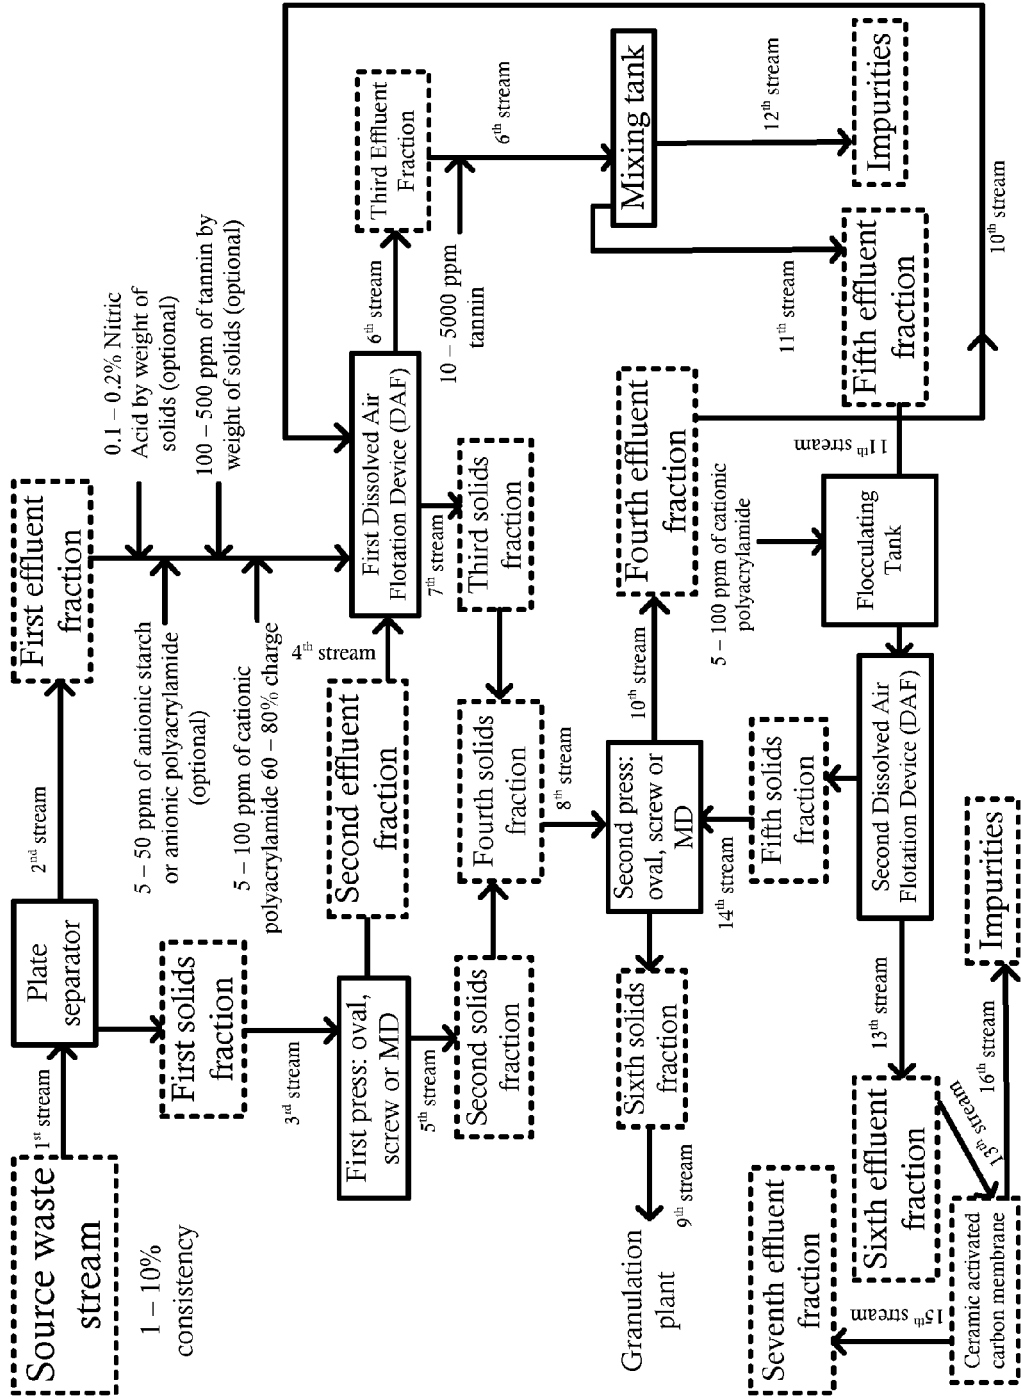 Source waste
stream
1 – 10%
consistency
1st stream
Plate
separator
2nd stream
First effluent
fraction
0.1 – 0.2% Nitric
Acid by weight of
solids (optional)
100 – 500 ppm of tannin by
weight of solids (optional)
5 – 50 ppm of anionic starch
or anionic polyacrylamide
(optional)
5 – 100 ppm of cationic
polyacrylamide 60 – 80% charge
First solids
fraction
3rd stream
First press: oval,
screw or MD
Second effluent
fraction
4th stream
First Dissolved Air
Flotation Device (DAF)
6th stream
Third Effluent
Fraction
10 – 5000 ppm
tannin
6th stream
5th stream
Second solids
fraction
Fourth solids
fraction
7th stream
Third solids
fraction
8th stream
Mixing tank
12th stream
Impurities
11th stream
Fifth effluent
fraction
10th stream
Granulation
plant
9th stream
Sixth solids
fraction
Second press:
oval, screw or
MD
10th stream
Fourth effluent
fraction
14th stream
Fifth solids
fraction
5 – 100 ppm of cationic
polyacrylamide
11th stream
Flocculating
Tank
Second Dissolved Air
Flotation Device (DAF)
13th stream
Sixth effluent
fraction
13th stream
Seventh effluent
fraction
15th stream
Ceramic activated
carbon membrane
16th stream
Impurities